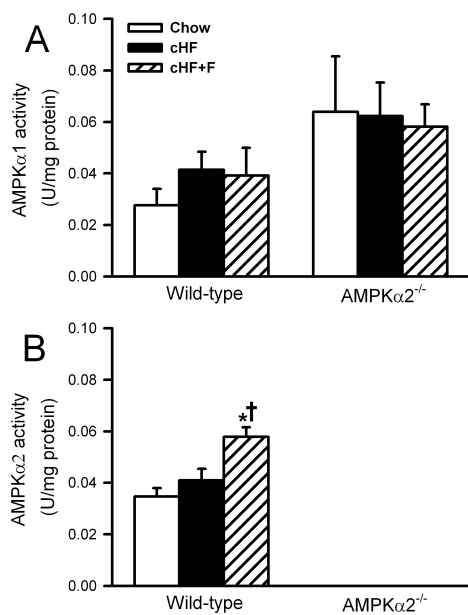 A
Chow
cHF
cHF+F
AMPKα1 activity
(U/mg protein)
0.10
0.08
0.06
0.04
0.02
0.00
Wild-type
AMPKα2-/-
B
AMPKα2 activity
(U/mg protein)
0.10
0.08
0.06
0.04
0.02
0.00
*†
Wild-type
AMPKα2-/-